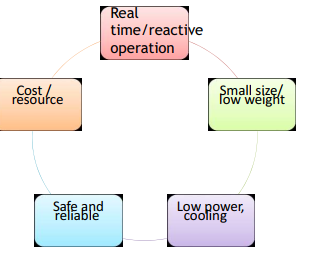 Real
time/reactive
operation
Small size/
low weight
Low power,
cooling
Safe and
reliable
Cost /
resource